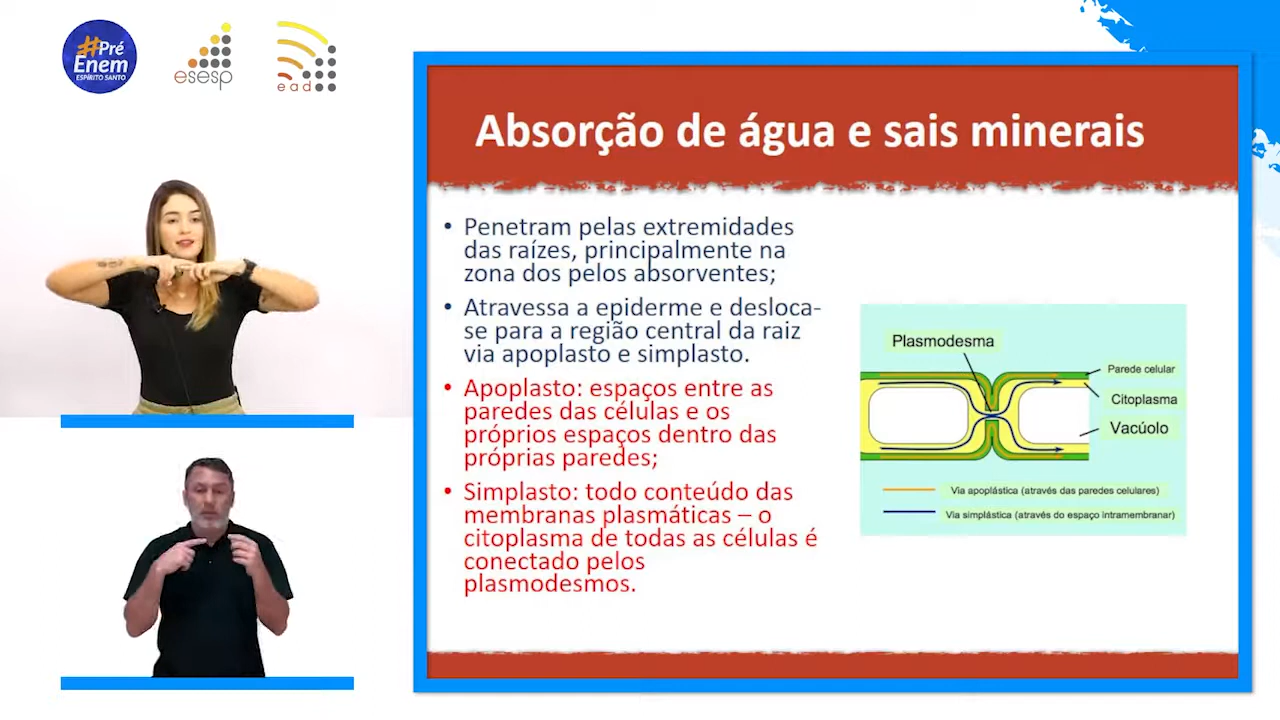 #Pré
Enem
ESPÍRITO SANTO
esesp
ead
Absorção de água e sais minerais
• Penetram pelas extremidades
das raízes, principalmente na
zona dos pelos absorventes;
• Atravessa a epiderme e desloca-
se para a região central da raiz
via apoplasto e simplasto.
• Apoplasto: espaços entre as
paredes das células e os
próprios espaços dentro das
próprias paredes;
• Simplasto: todo conteúdo das
membranas plasmáticas – o
citoplasma de todas as células é
conectado pelos
plasmodesmos.
Plasmodesma
Parede celular
Citoplasma
Vacúolo
Via apoplástica (através das paredes celulares)
Via simplástica (através do espaço intramembranar)